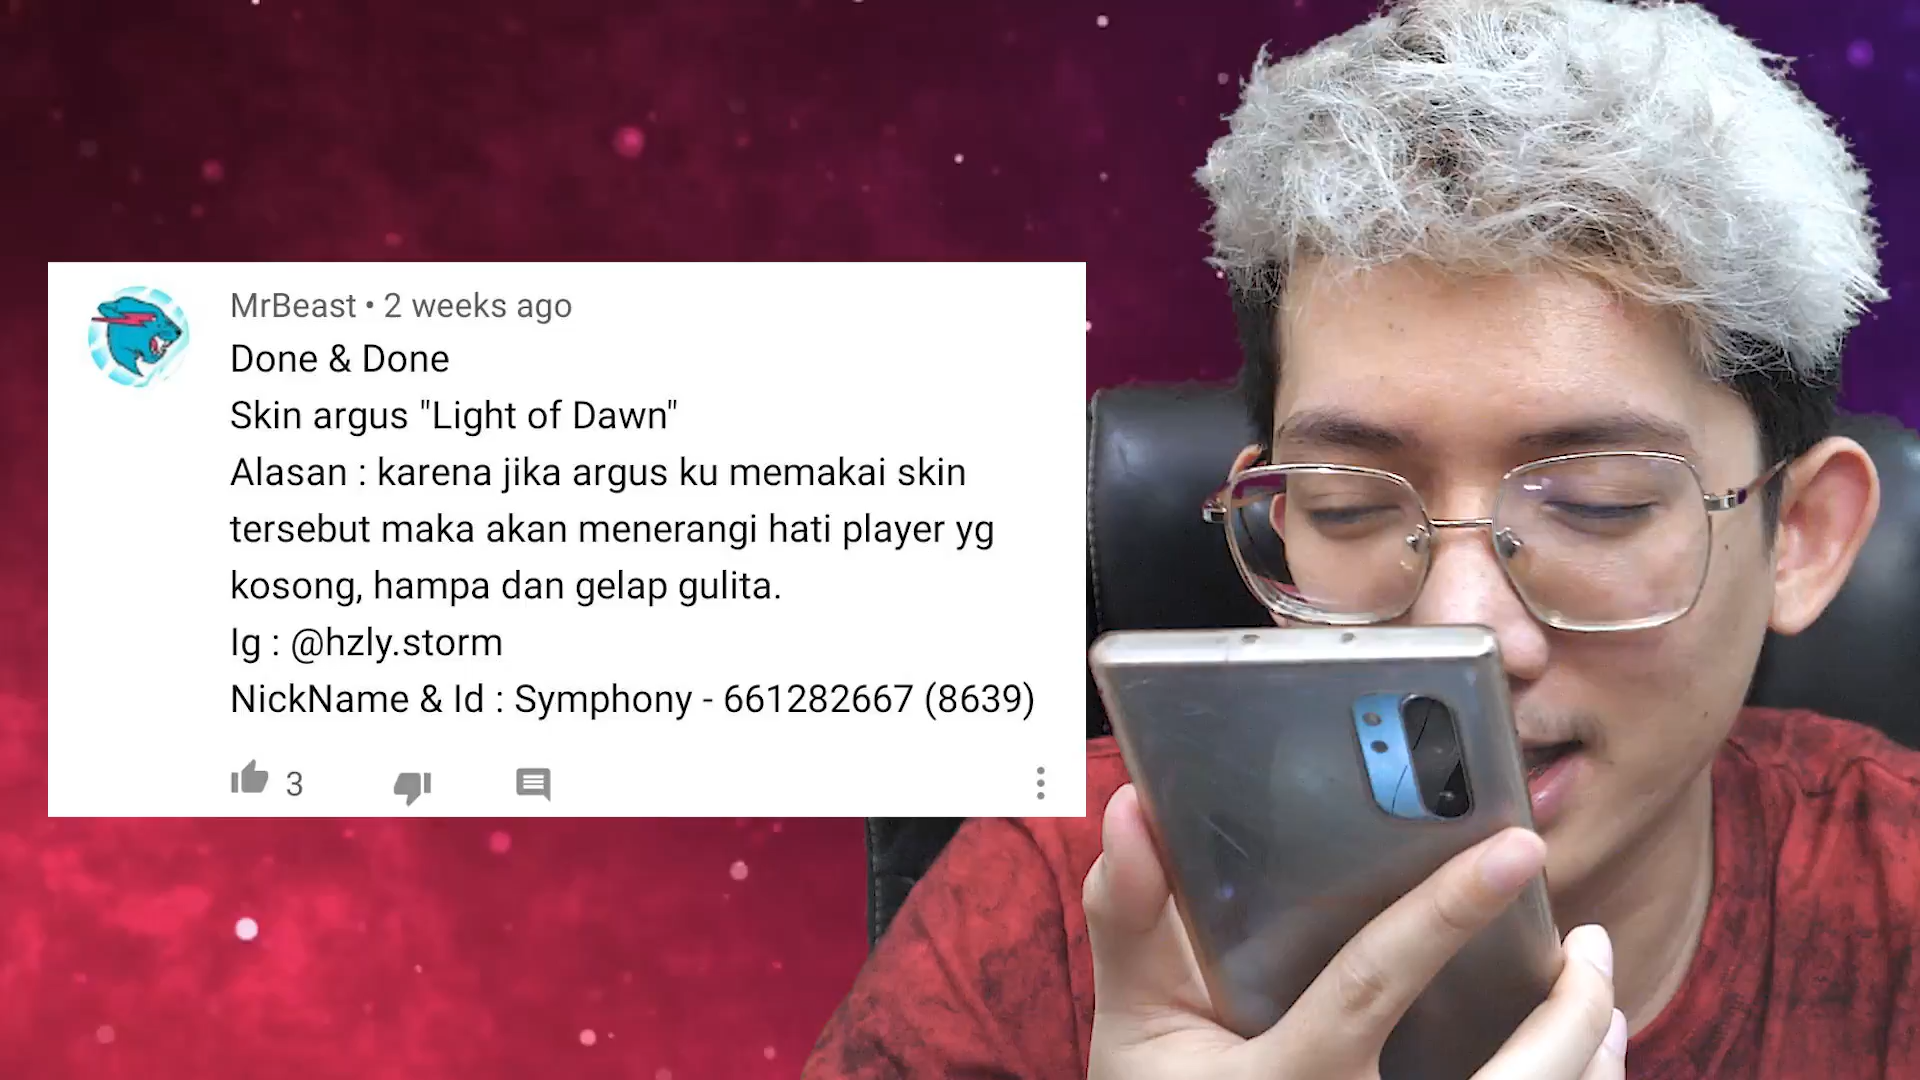 MrBeast • 2 weeks ago
Done & Done
Skin argus "Light of Dawn"
Alasan : karena jika argus ku memakai skin
tersebut maka akan menerangi hati player yg
kosong, hampa dan gelap gulita.
Ig : @hzly.storm
NickName & Id : Symphony - 661282667 (8639)
3